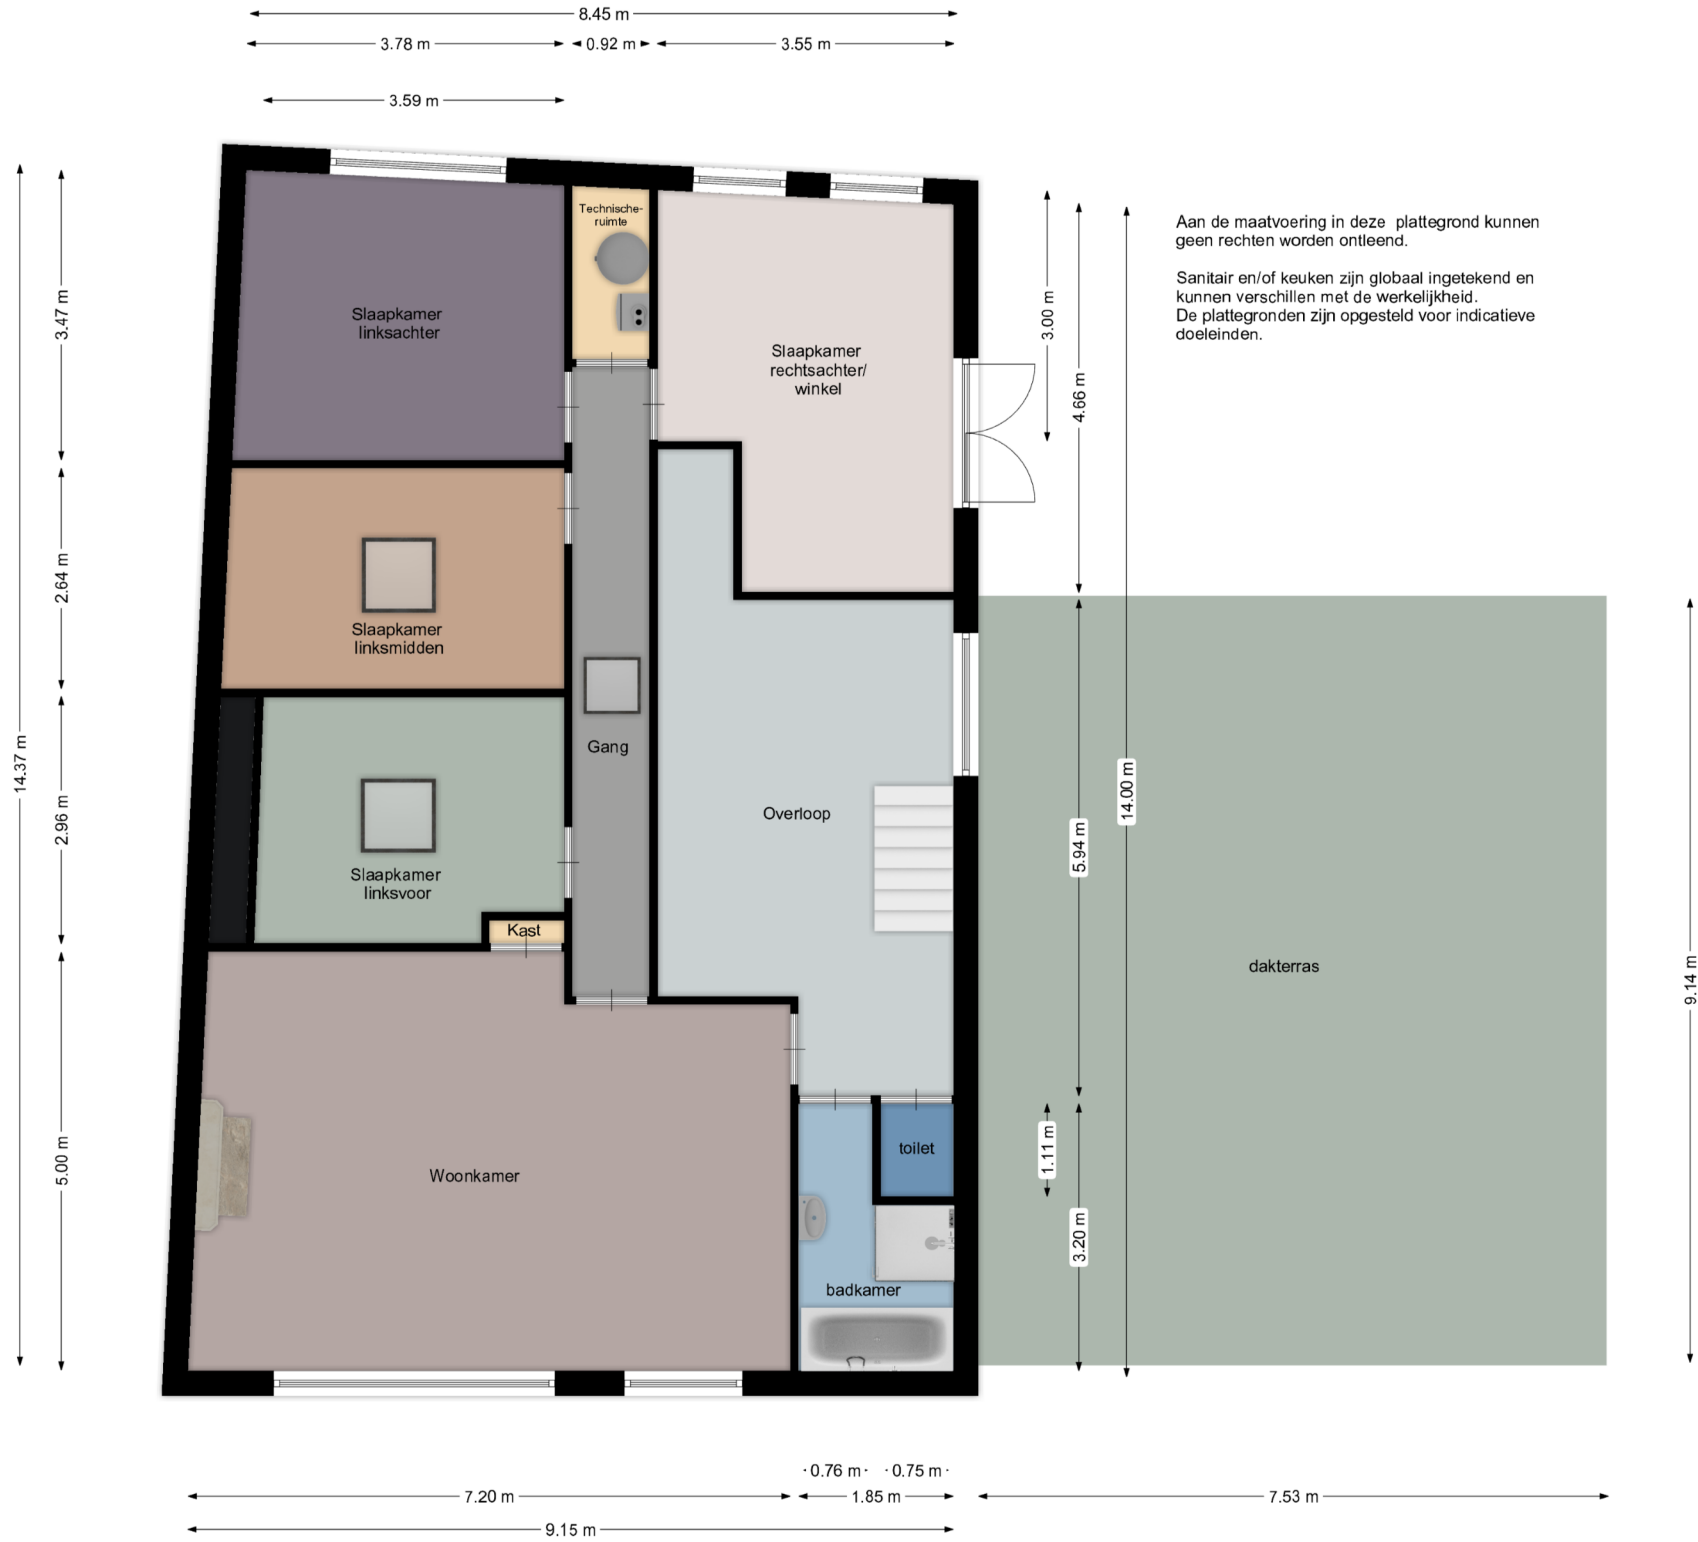 8.45 m
3.78 m
0.92 m
3.55 m
3.59 m
Technische-
ruimte
Aan de maatvoering in deze plattegrond kunnen
geen rechten worden ontleend.
Sanitair en/of keuken zijn globaal ingetekend en
kunnen verschillen met de werkelijkheid.
De plattegronden zijn opgesteld voor indicatieve
doeleinden.
3.47 m
Slaapkamer
linksachter
3.00 m
Slaapkamer
rechtsachter/
winkel
4.66 m
2.64 m
Slaapkamer
linksmidden
14.37 m
Gang
14.00 m
2.96 m
Overloop
5.94 m
Slaapkamer
linksvoor
Kast
dakterras
9.14 m
5.00 m
Woonkamer
toilet
1.11 m
3.20 m
badkamer
0.76 m
0.75 m
7.20 m
1.85 m
7.53 m
9.15 m